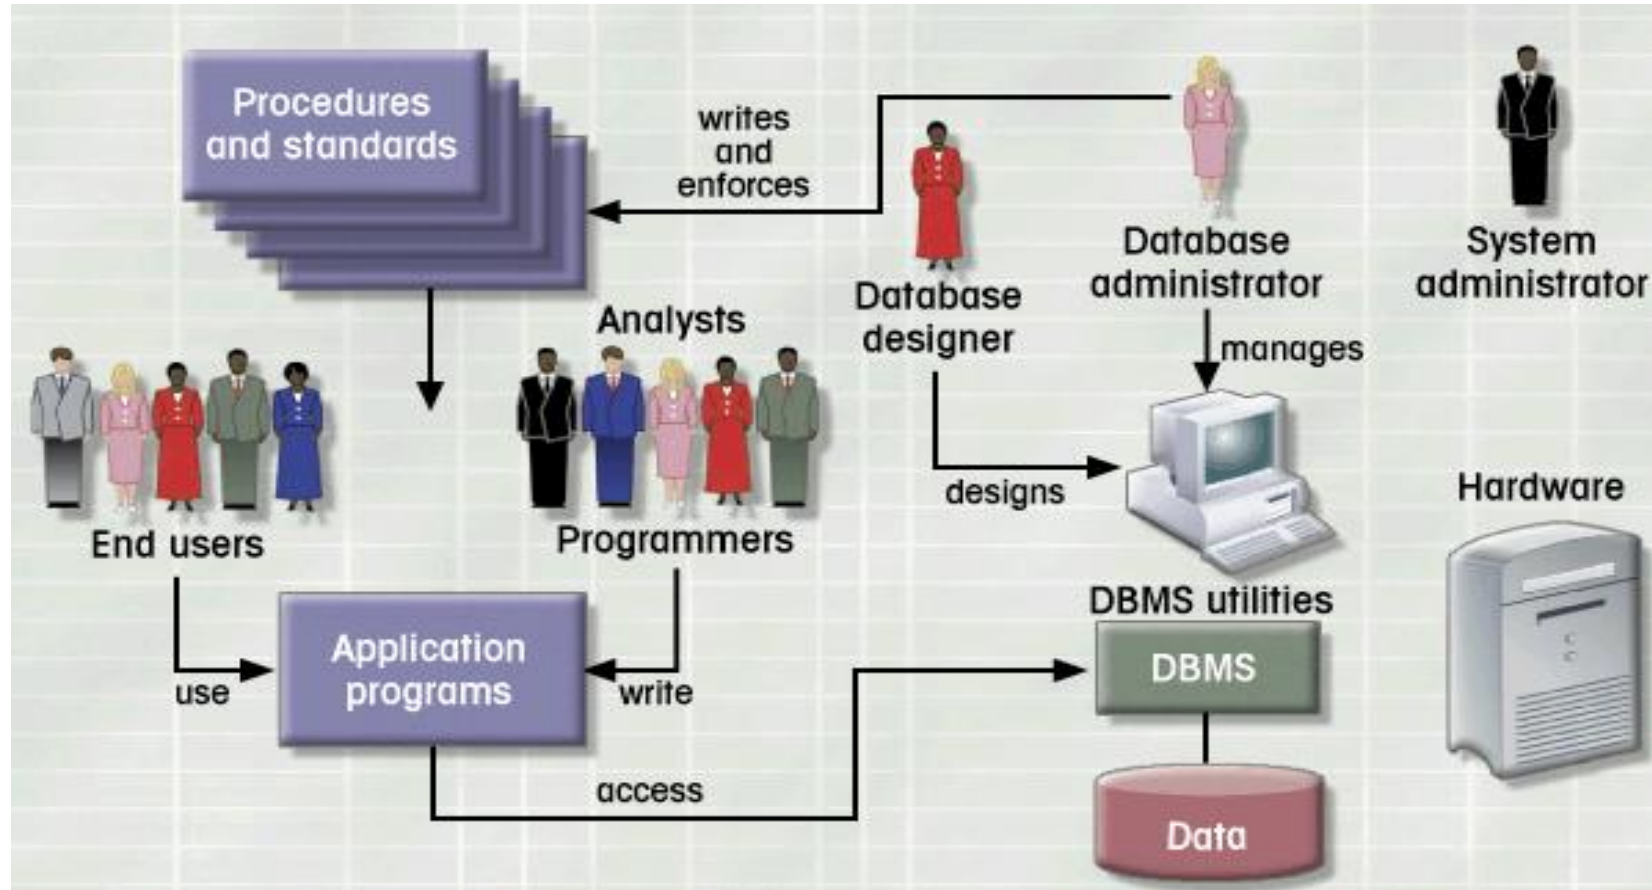 Procedures
and standards
writes
and
enforces
Database
designer
Database
administrator
System
administrator
manages
Analysts
Programmers
End users
designs
Hardware
DBMS utilities
DBMS
Data
Application
programs
use
write
access